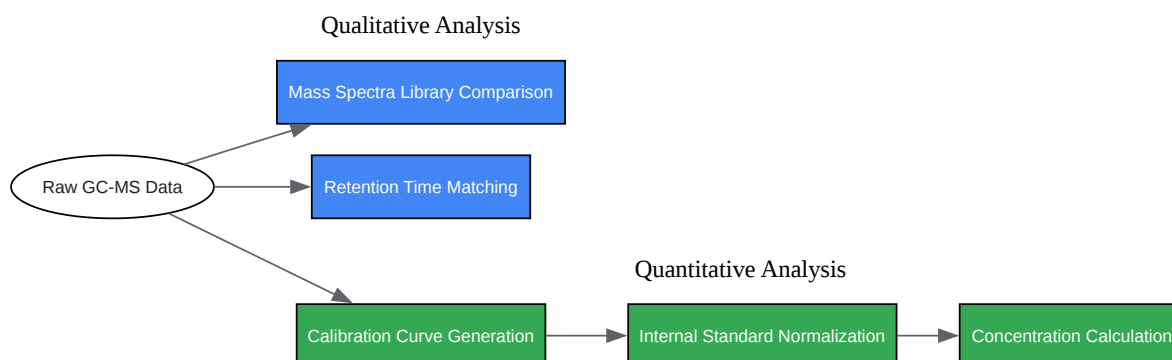 Qualitative Analysis
Mass Spectra Library Comparison
Raw GC-MS Data
Retention Time Matching
Quantitative Analysis
Calibration Curve Generation
Internal Standard Normalization
Concentration Calculation